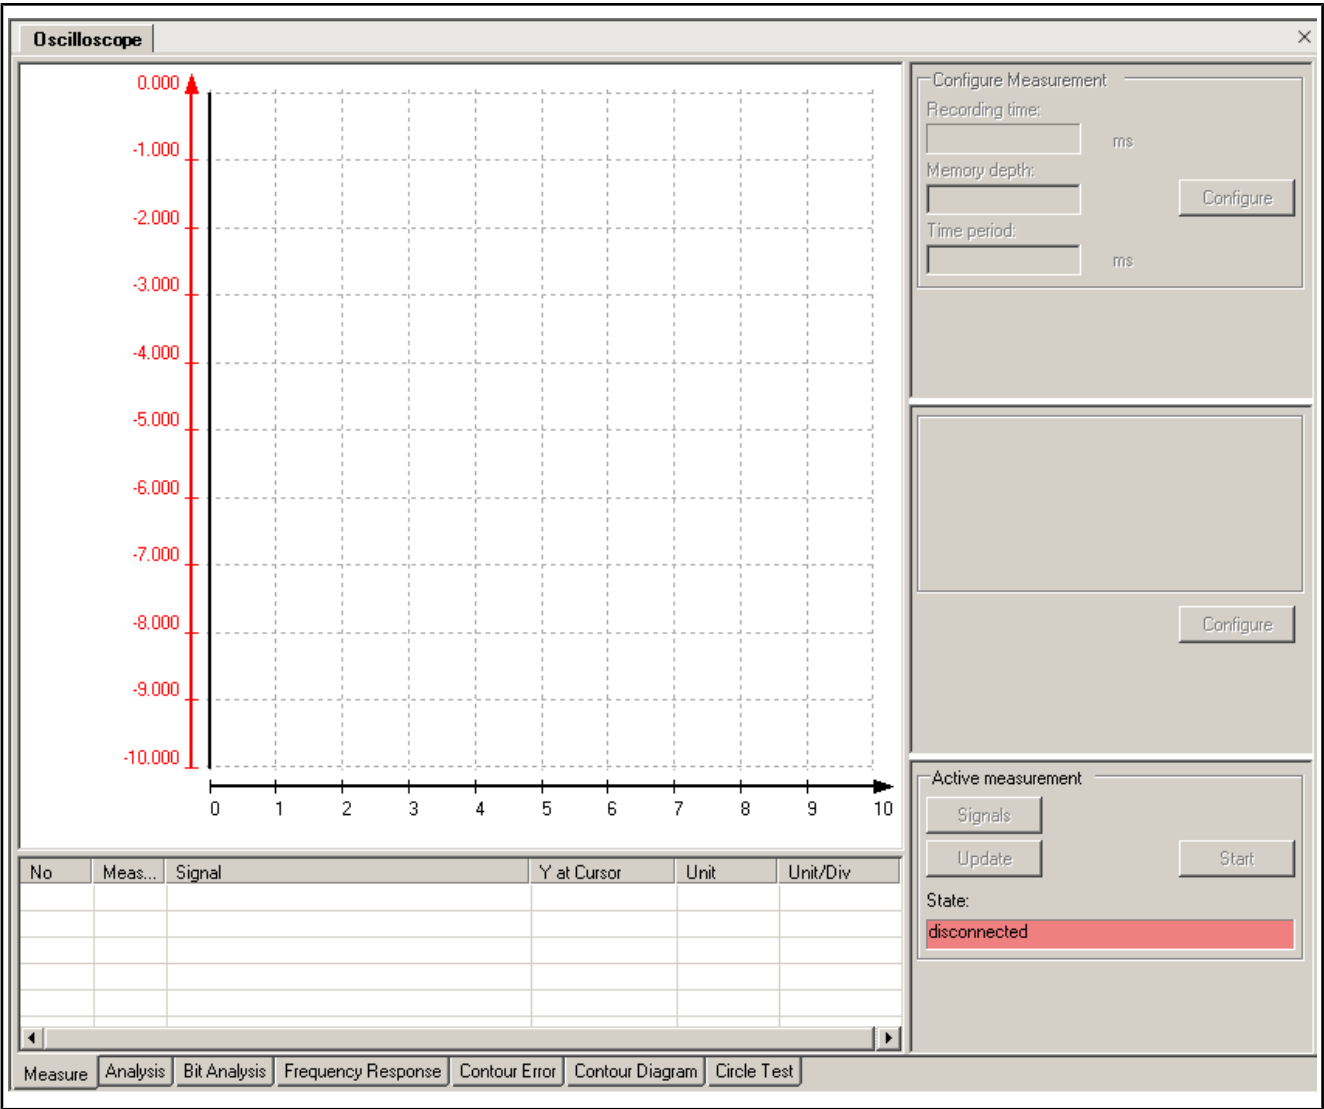 Oscilloscope
0.000
-1.000
-2.000
-3.000
-4.000
-5.000
-6.000
-7.000
-8.000
-9.000
-10.000
0 1 2 3 4 5 6 7 8 9 10
No Meas... Signal Y at Cursor Unit Unit/Div
Configure Measurement
Recording time:
ms
Memory depth:
Configure
Time period:
ms
Configure
Active measurement
Signals
Update Start
State:
disconnected
Measure Analysis Bit Analysis Frequency Response Contour Error Contour Diagram Circle Test